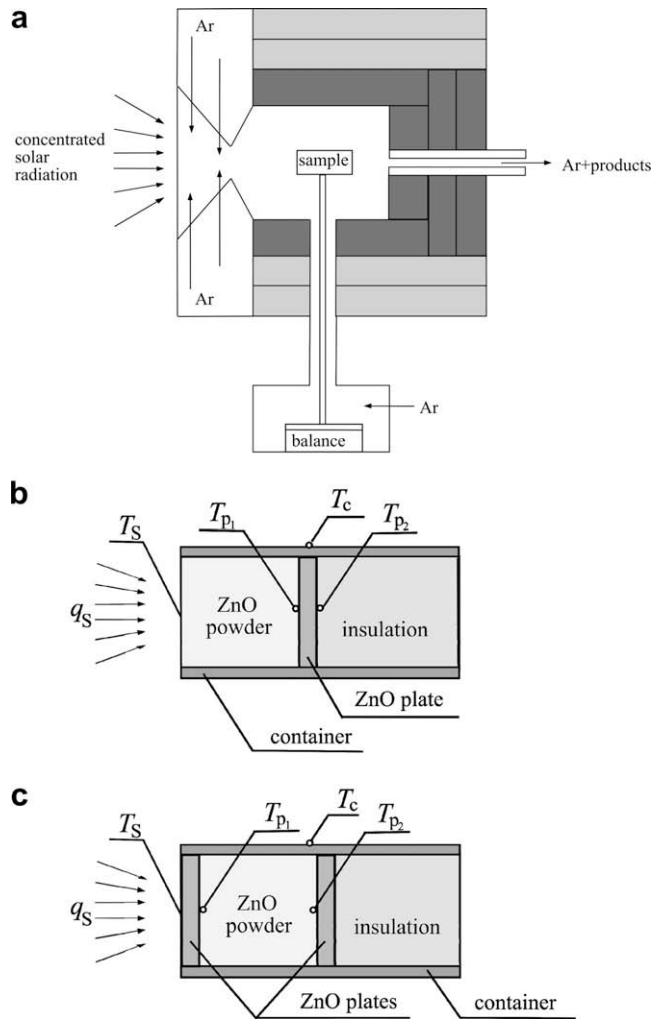 a
Ar
concentrated
solar
radiation
sample
Ar+products
Ar
Ar
balance
b
T_c
T_p1
T_p2
T_S
q_S
ZnO
powder
insulation
ZnO plate
container
c
T_c
T_p1
T_p2
T_S
q_S
ZnO
powder
insulation
ZnO plates
container